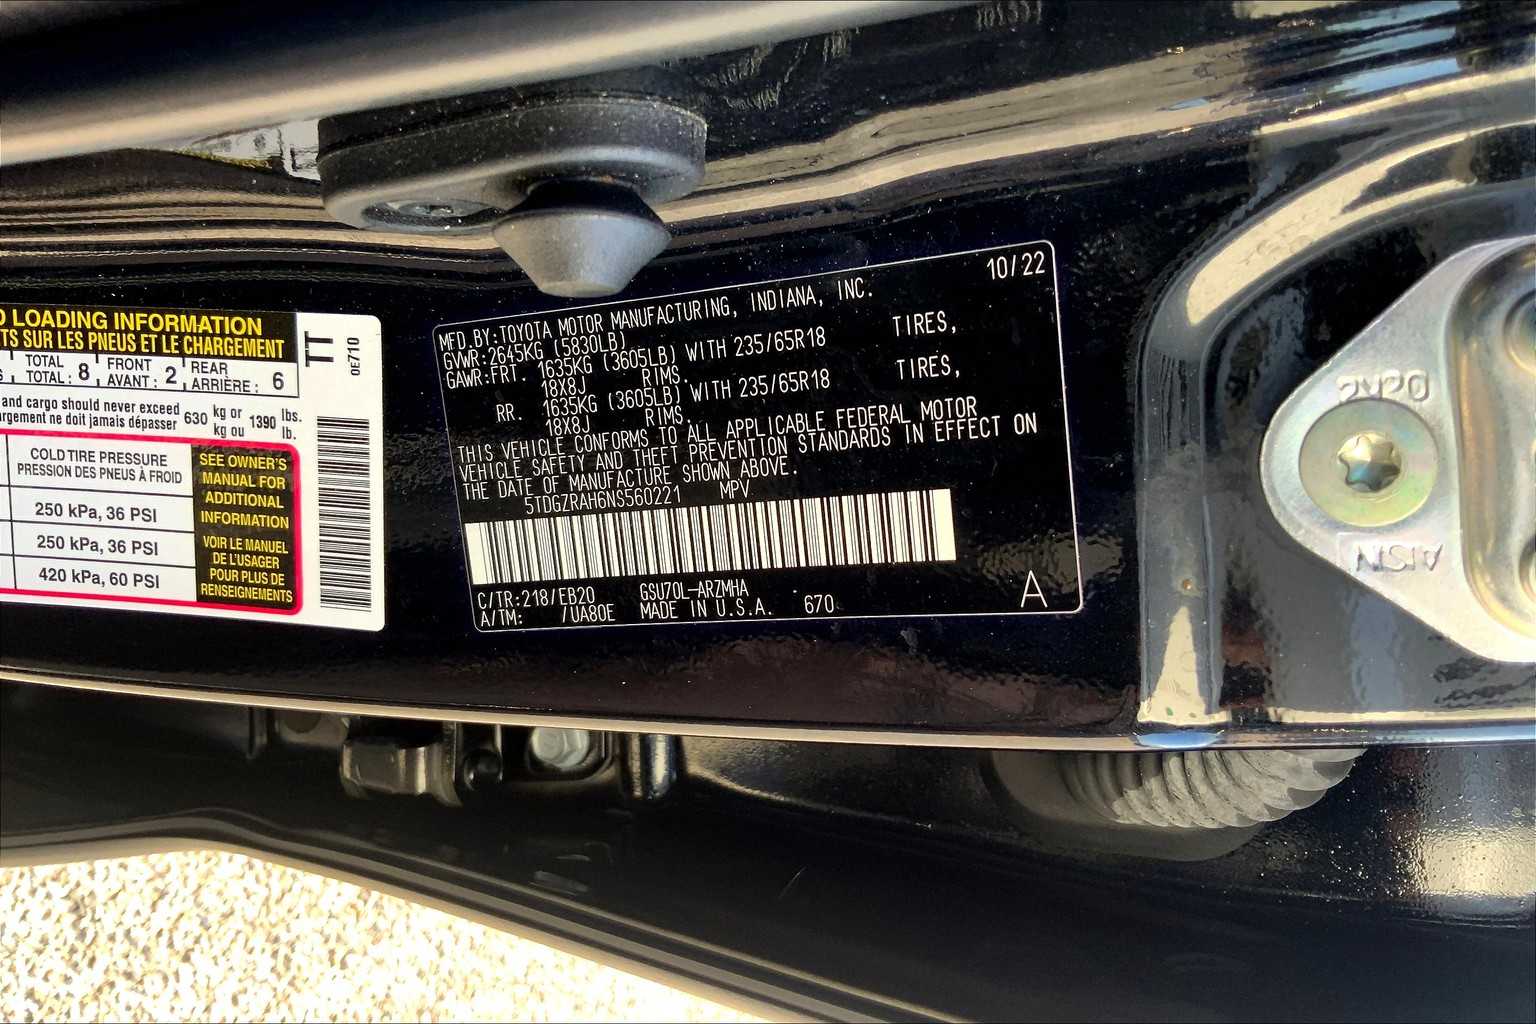 LOADING INFORMATION
TS SUR LES PNEUS ET LE CHARGEMENT
TOTAL FRONT REAR
TOTAL : 8 AVANT : 2 ARRIÈRE : 6
and cargo should never exceed 630 kg or 1390 lbs.
argement ne doit jamais dépasser kg ou lb.
COLD TIRE PRESSURE
PRESSION DES PNEUS À FROID
250 kPa, 36 PSI
250 kPa, 36 PSI
420 kPa, 60 PSI
SEE OWNER'S
MANUAL FOR
ADDITIONAL
INFORMATION
VOIR LE MANUEL
DE L'USAGER
POUR PLUS DE
RENSEIGNEMENTS
TT
0E710
10/22
MFD.BY:TOYOTA MOTOR MANUFACTURING, INDIANA, INC.
GVWR:2645KG (5830LB)
GAWR:FRT. 1635KG (3605LB) WITH 235/65R18 TIRES,
18X8J RIMS.
RR. 1635KG (3605LB) WITH 235/65R18 TIRES,
18X8J RIMS.
THIS VEHICLE CONFORMS TO ALL APPLICABLE FEDERAL MOTOR
VEHICLE SAFETY AND THEFT PREVENTION STANDARDS IN EFFECT ON
THE DATE OF MANUFACTURE SHOWN ABOVE.
5TDGZRAH6NS560221 MPV
C/TR:218/EB20 GSU70L-ARZMHA
A/TM: /UA80E MADE IN U.S.A. 670
A
AISIN